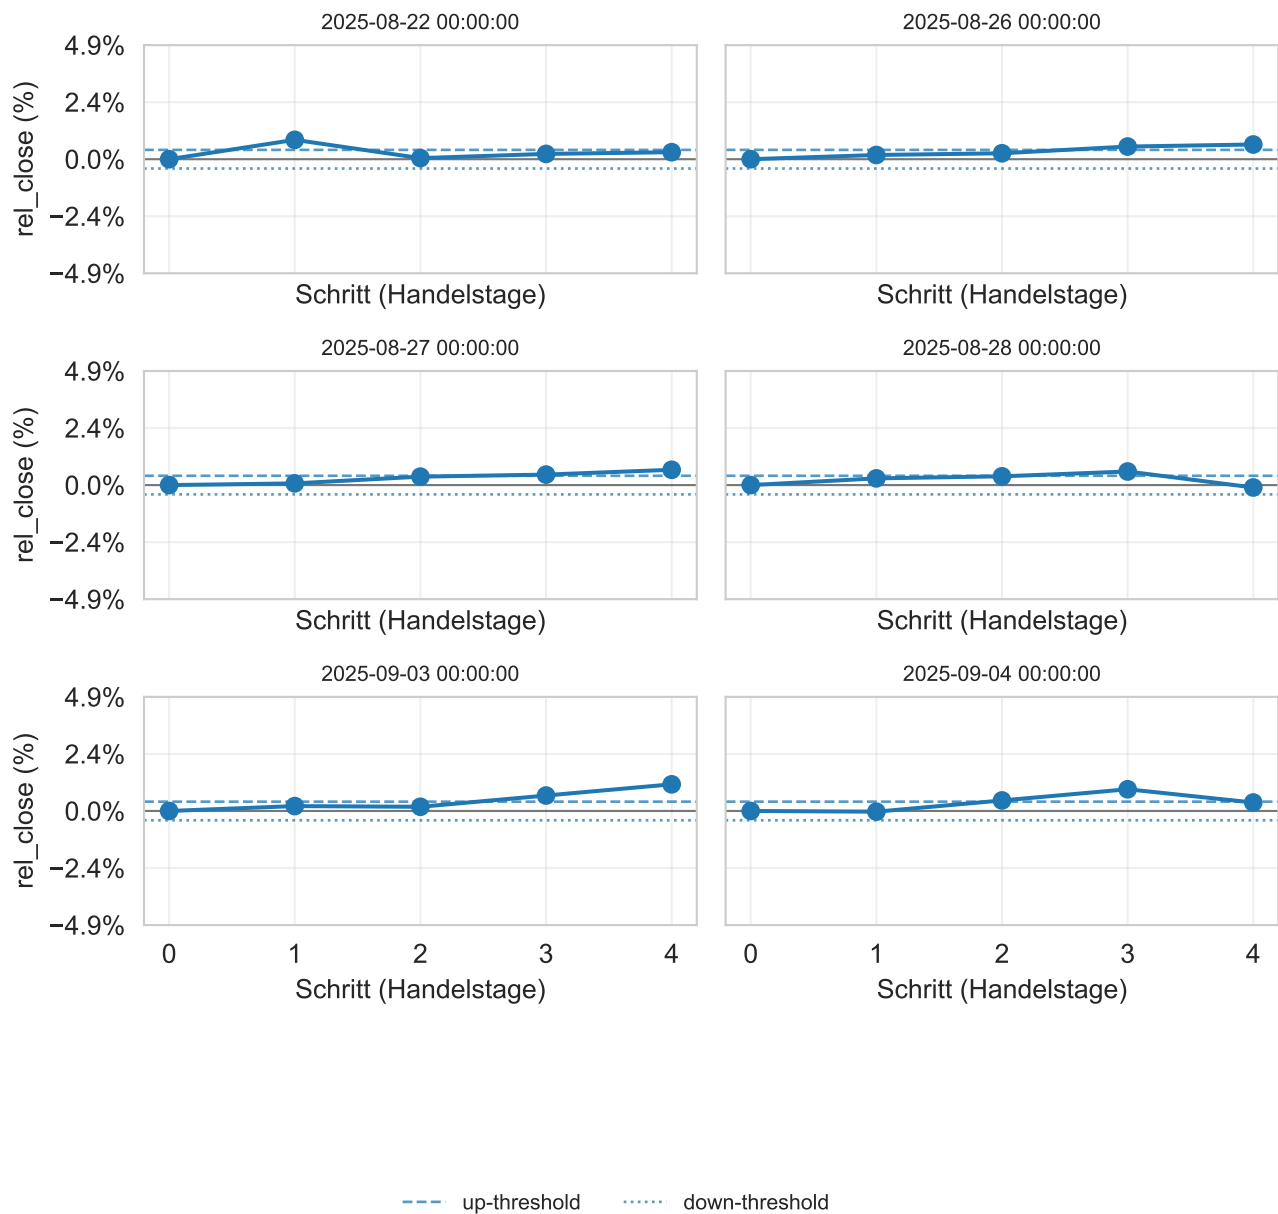 2025-08-22 00:00:00
2025-08-26 00:00:00
4.9%
2.4%
0.0%
−2.4%
−4.9%
rel_close (%)
Schritt (Handelstage)
Schritt (Handelstage)
2025-08-27 00:00:00
2025-08-28 00:00:00
4.9%
2.4%
0.0%
−2.4%
−4.9%
rel_close (%)
Schritt (Handelstage)
Schritt (Handelstage)
2025-09-03 00:00:00
2025-09-04 00:00:00
4.9%
2.4%
0.0%
−2.4%
−4.9%
rel_close (%)
0 1 2 3 4
0 1 2 3 4
Schritt (Handelstage)
Schritt (Handelstage)
up-threshold
down-threshold